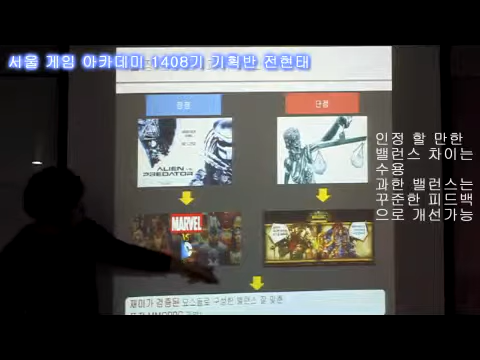 서울 게임 아카데미 1408기 기획반 전현태
장점
단점
ALIEN
PREDATOR
MARVEL
VS
인정 할 만한
밸런스 차이는
수용
과한 밸런스는
꾸준한 피드백
으로 개선가능
재미가 검증된 보스들로 구성한 밸런스 잘 맞춘